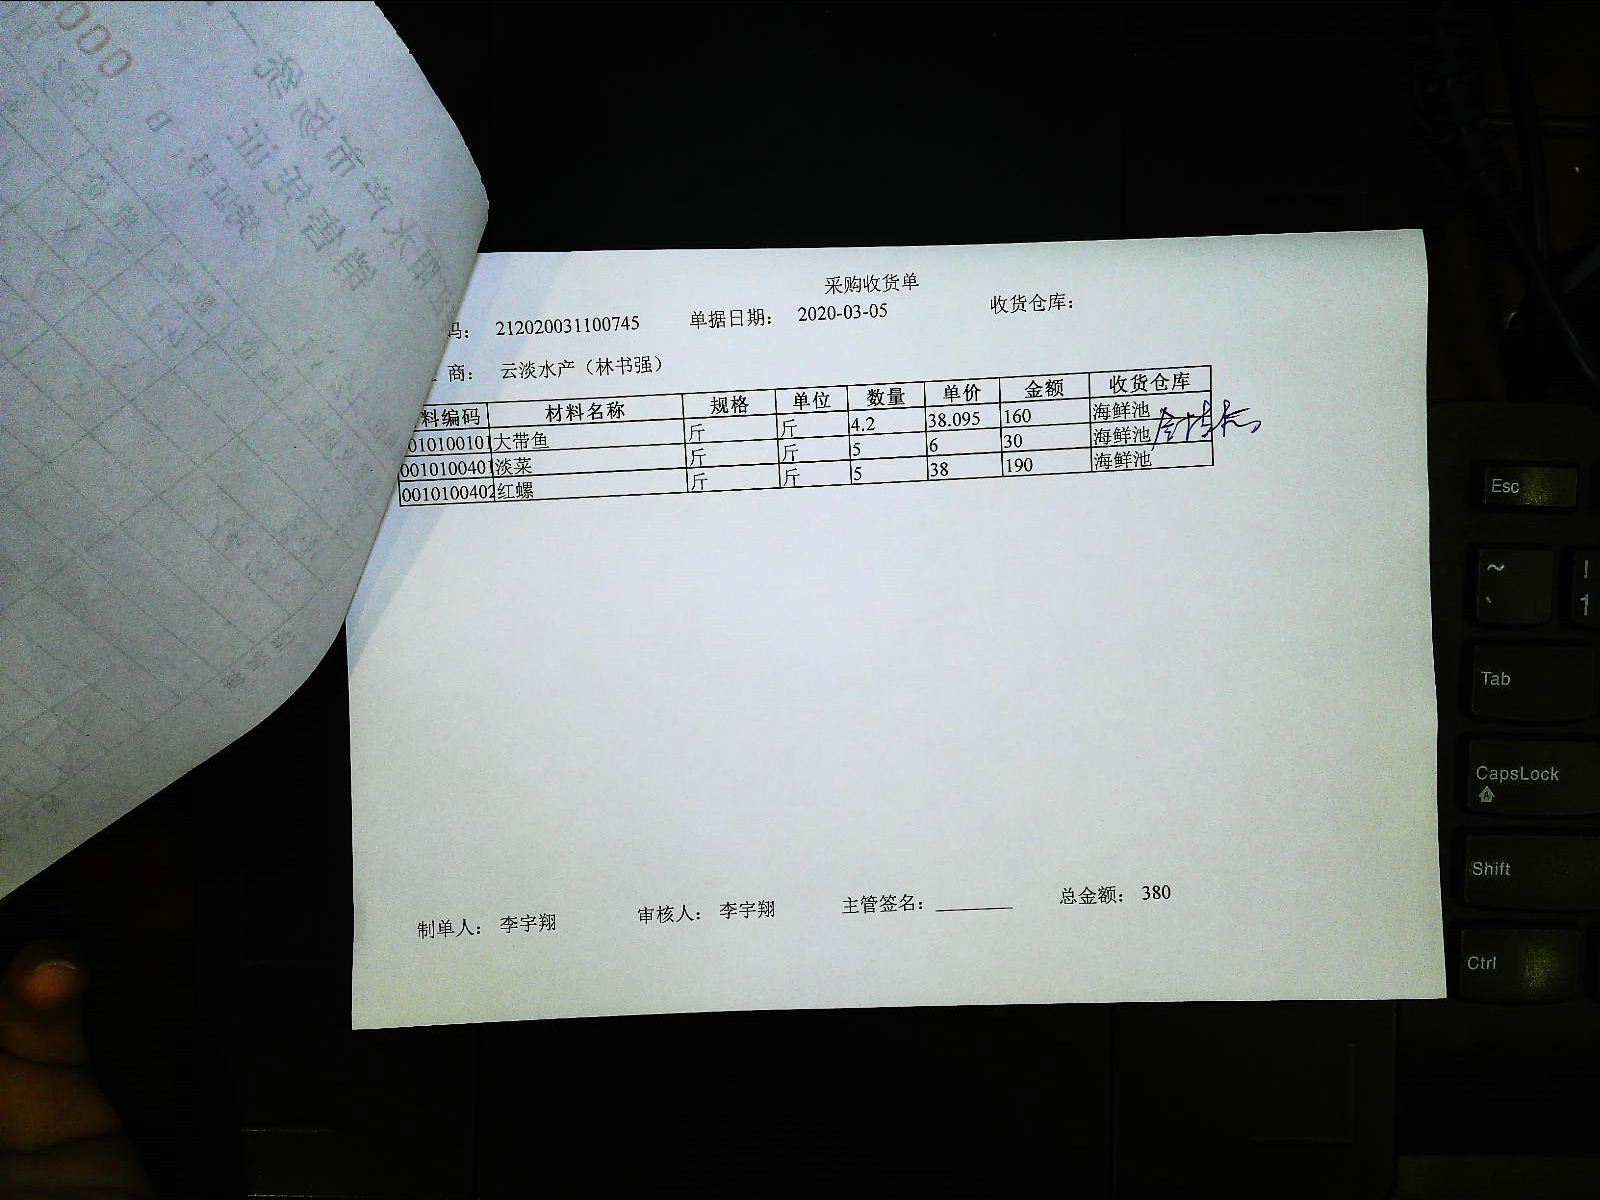 采购收货单
码： 212020031100745 单据日期： 2020-03-05 收货仓库：
商： 云淡水产（林书强）
料编码 材料名称 规格 单位 数量 单价 金额 收货仓库
010100101 大带鱼 斤 斤 4.2 38.095 160 海鲜池
0010100401 淡菜 斤 斤 5 6 30 海鲜池
0010100402 红螺 斤 斤 5 38 190 海鲜池
制单人： 李宇翔 审核人： 李宇翔 主管签名： 总金额： 380
Esc
~
` ! 1
Tab
CapsLock
Shift
Ctrl